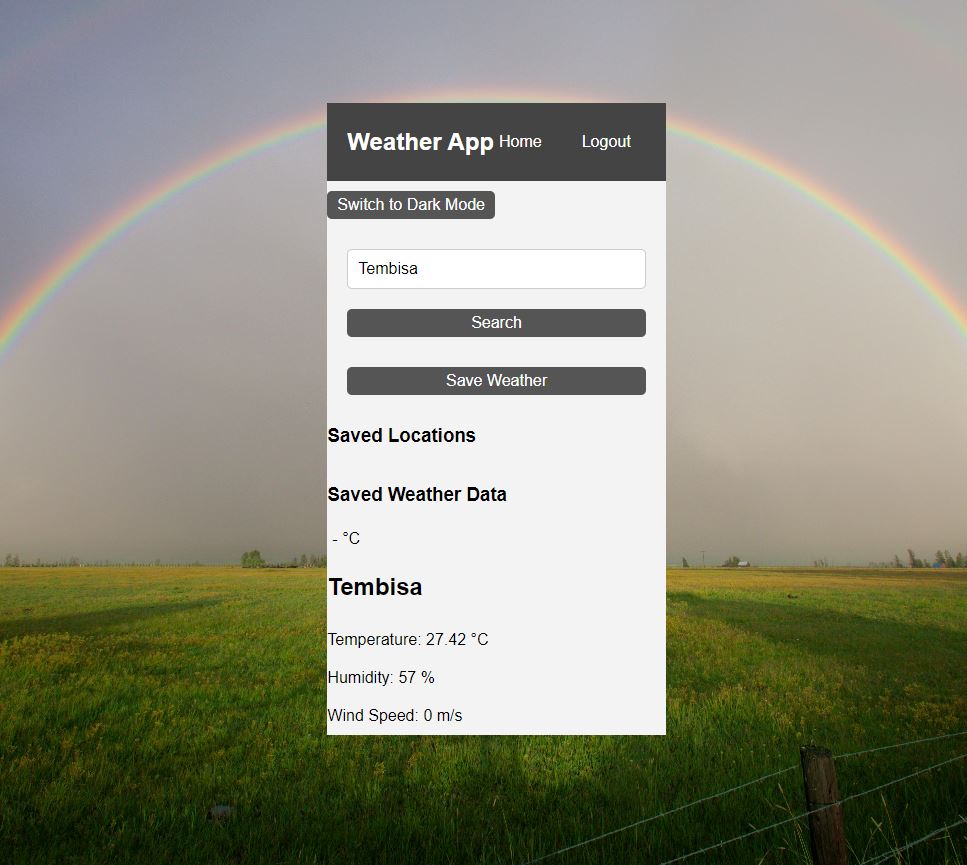 Weather App Home Logout
Switch to Dark Mode
Tembisa
Search
Save Weather
Saved Locations
Saved Weather Data
- °C
Tembisa
Temperature: 27.42 °C
Humidity: 57 %
Wind Speed: 0 m/s